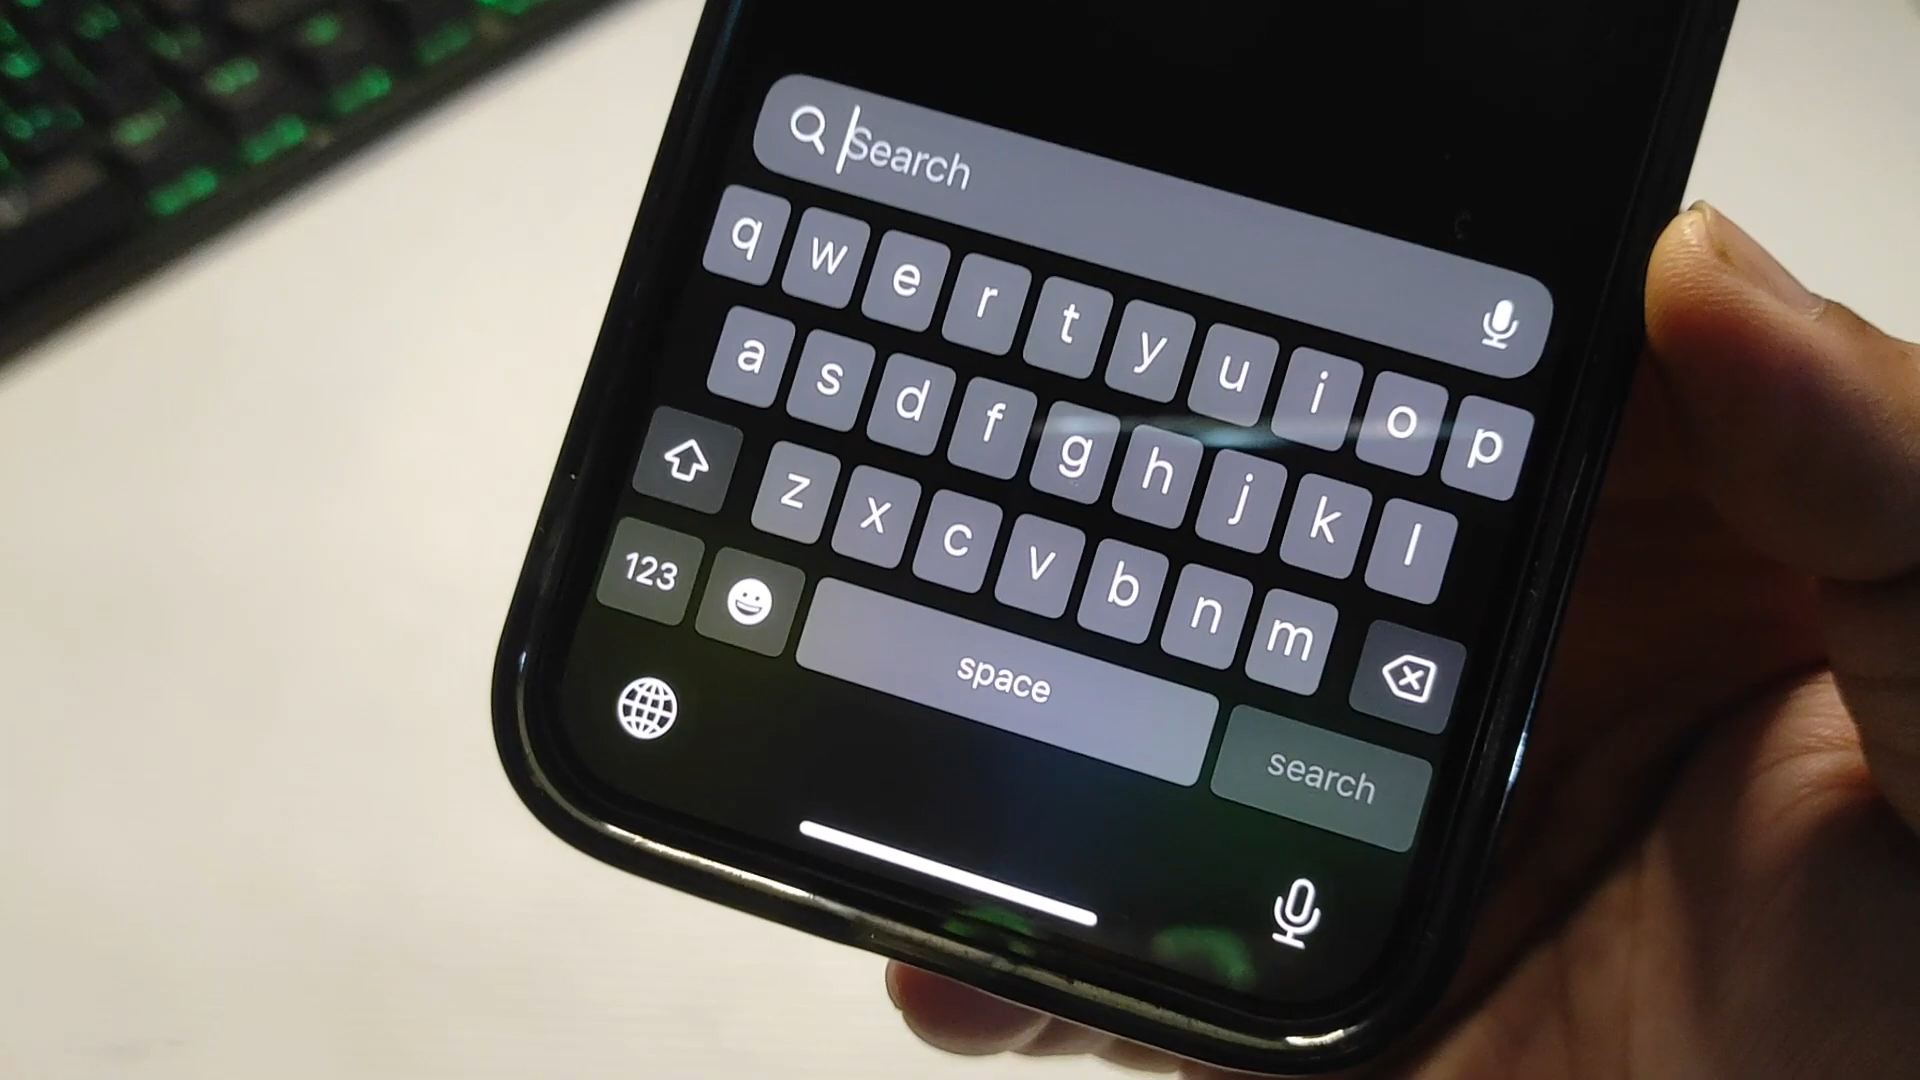 Search
q w e r t y u i o p
a s d f g h j k l
z x c v b n m
123 space search